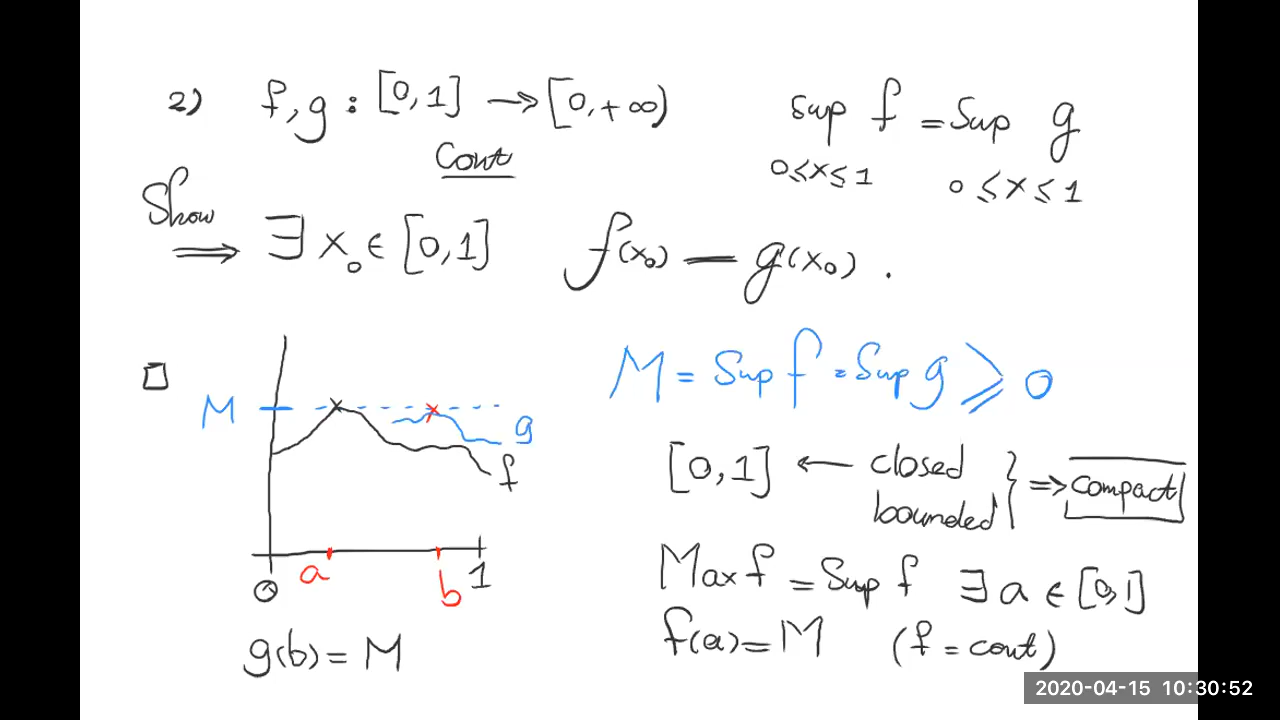 2) f, g : [0, 1] → [0, +∞) sup f = Sup g
Cont 0≤x≤1 0≤x≤1
Show
⟹ ∃ x₀ ∈ [0, 1] f(x₀) — g(x₀) .
□ M = Sup f = Sup g ⩾ 0
M g
f
[0, 1] ← closed
bounded } ⟹ compact
0 a b 1
Max f = Sup f ∃ a ∈ [0,1]
g(b) = M f(a) = M (f = cont)
2020-04-15 10:30:52